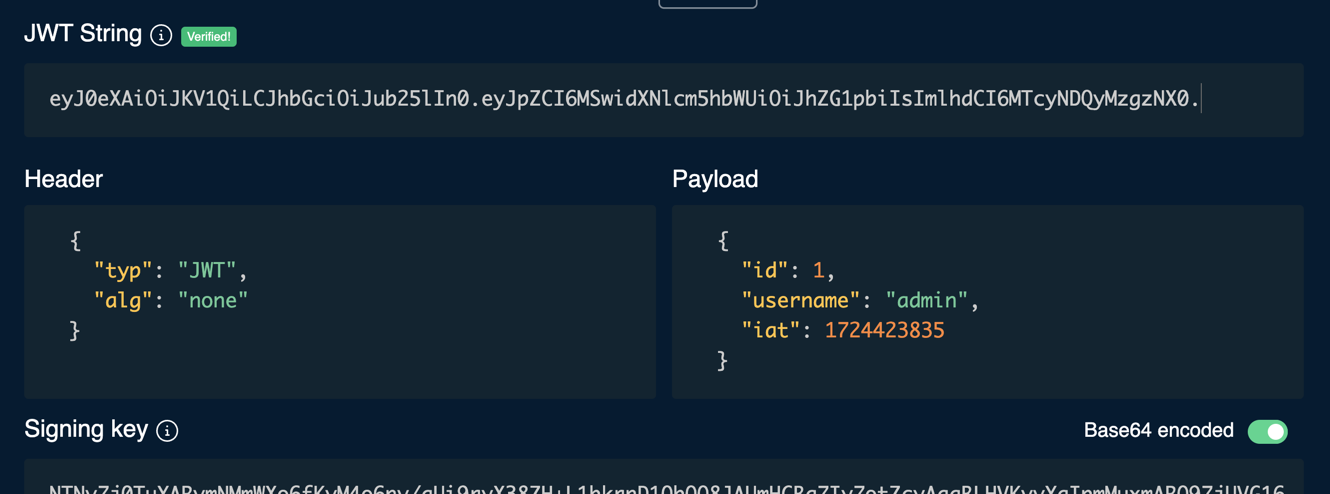 JWT String Verified!
eyJ0eXAiOiJKV1QiLCJhbGciOiJub25lIn0.eyJpZCI6MSwidXNlcm5hbWUiOiJhZG1pbiIsImlhdCI6MTcyNDQyMzgzNX0.
Header
{
"typ": "JWT",
"alg": "none"
}
Payload
{
"id": 1,
"username": "admin",
"iat": 1724423835
}
Signing key
Base64 encoded